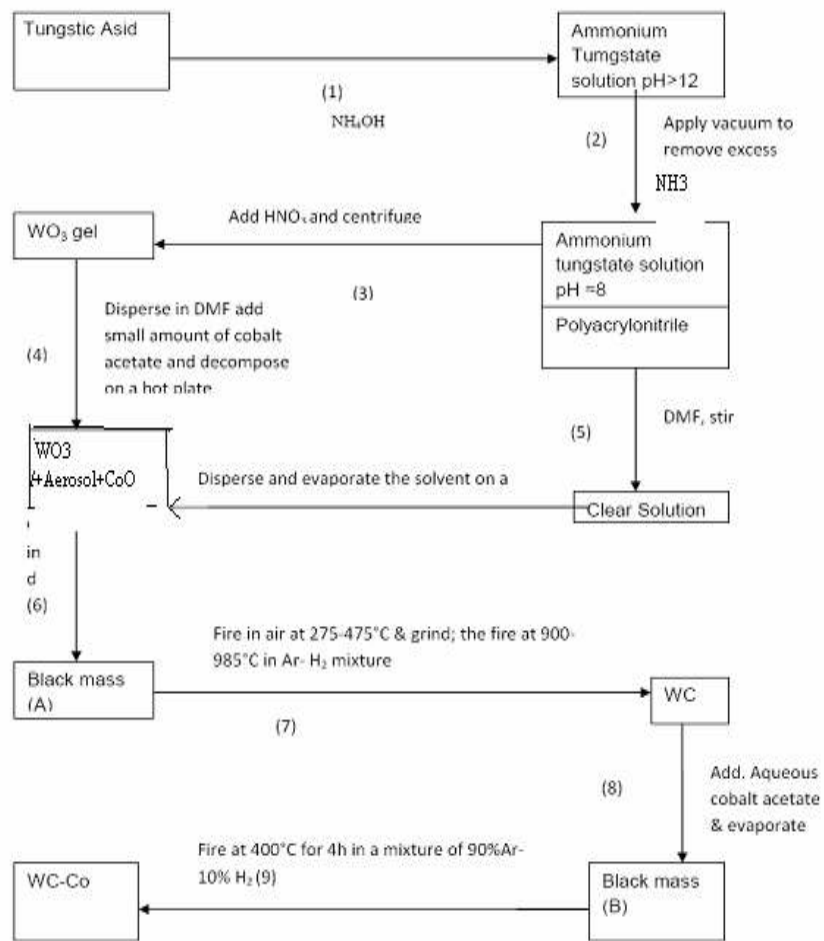 Tungstic Asid
Ammonium
Tumgstate
solution pH>12
(1)
NH₄OH
(2)
Apply vacuum to
remove excess
NH3
Add HNO₃ and centrifuge
WO₃ gel
Ammonium
tungstate solution
pH =8
Polyacrylonitrile
(3)
Disperse in DMF add
small amount of cobalt
acetate and decompose
on a hot plate
(4)
(5)
DMF, stir
WO3
+Aerosol+CoO
Disperse and evaporate the solvent on a
Clear Solution
in
d
(6)
Fire in air at 275-475°C & grind; the fire at 900-
985°C in Ar- H₂ mixture
Black mass
(A)
(7)
WC
(8)
Add. Aqueous
cobalt acetate
& evaporate
Fire at 400°C for 4h in a mixture of 90%Ar-
10% H₂ (9)
WC-Co
Black mass
(B)